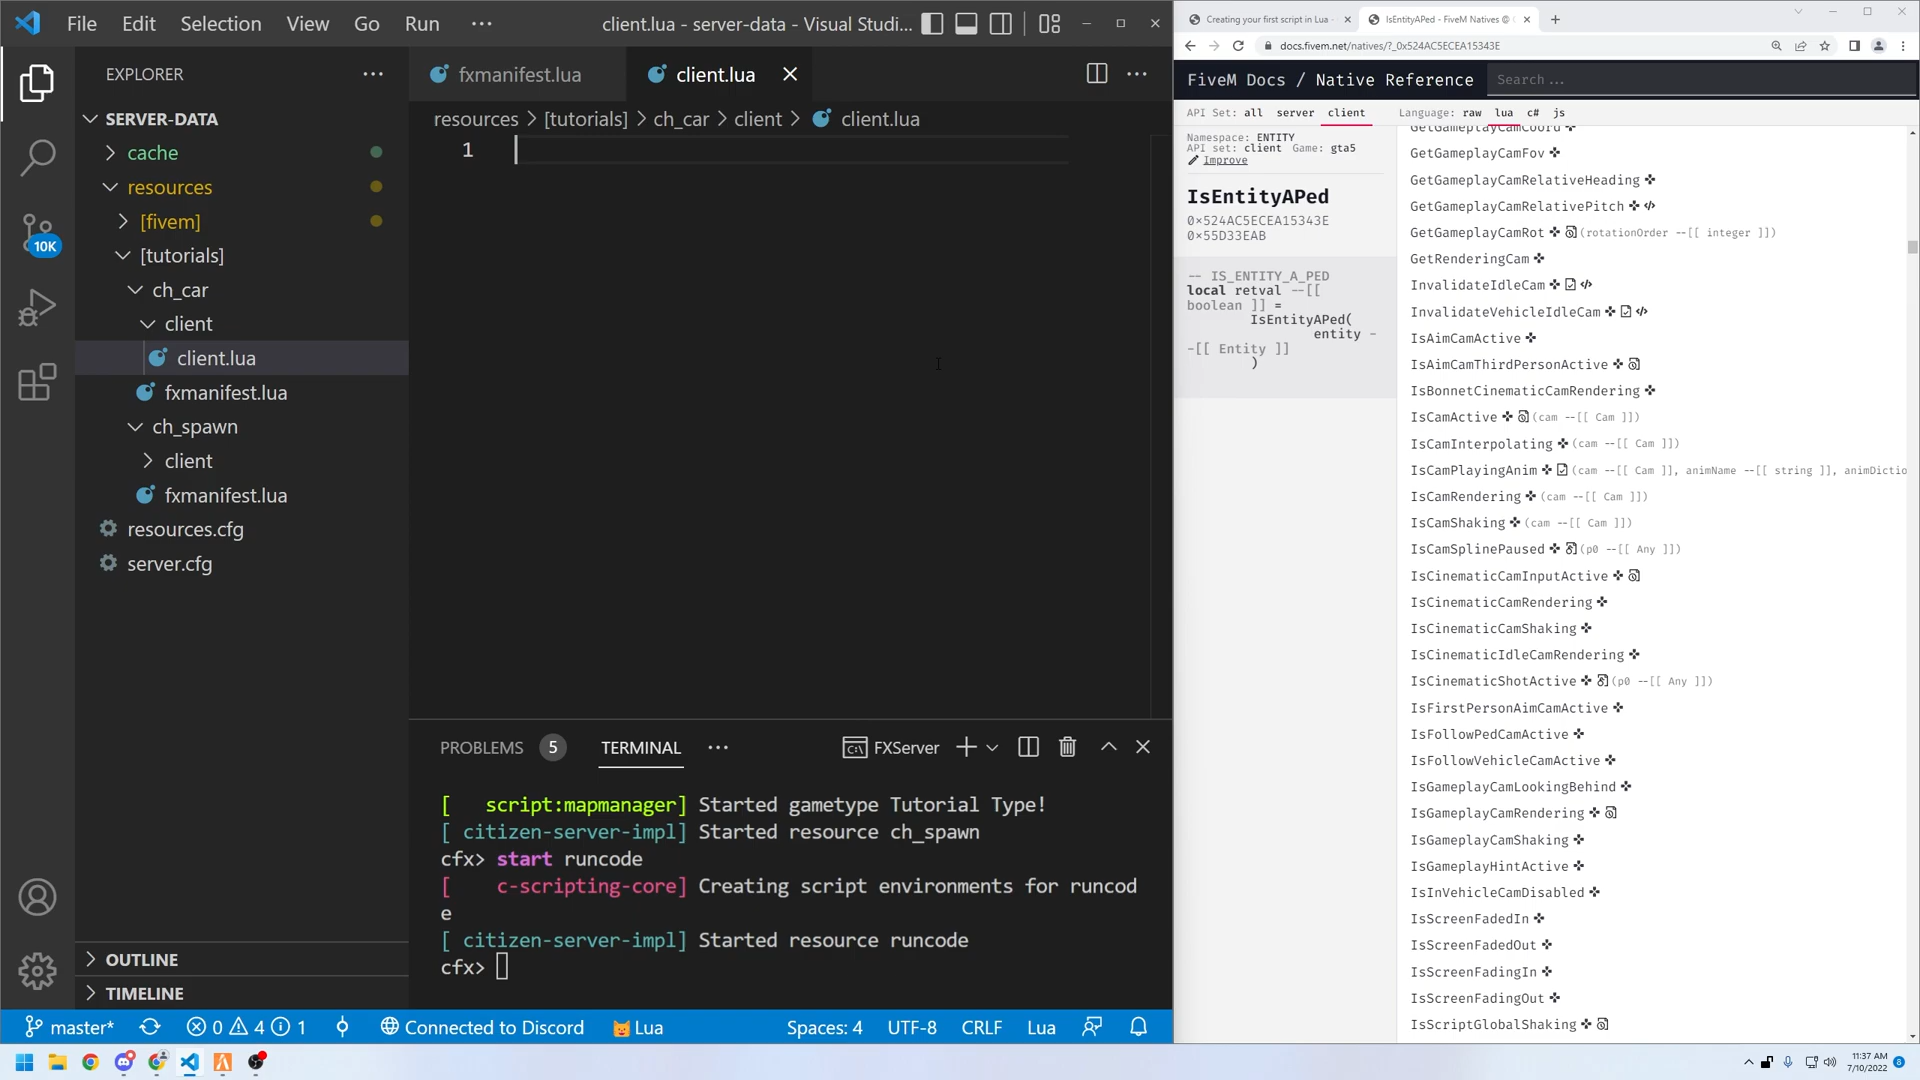 File Edit Selection View Go Run ···
client.lua - server-data - Visual Studi...
EXPLORER
SERVER-DATA
cache
resources
[fivem]
[tutorials]
ch_car
client
client.lua
fxmanifest.lua
ch_spawn
client
fxmanifest.lua
resources.cfg
server.cfg
10K
OUTLINE
TIMELINE
fxmanifest.lua
client.lua
resources > [tutorials] > ch_car > client > client.lua
1
PROBLEMS 5 TERMINAL ··· FXServer
[   script:mapmanager] Started gametype Tutorial Type!
[ citizen-server-impl] Started resource ch_spawn
cfx> start runcode
[    c-scripting-core] Creating script environments for runcod
e
[ citizen-server-impl] Started resource runcode
cfx>
master* 0 4 1 Connected to Discord Lua Spaces: 4 UTF-8 CRLF Lua
Creating your first script in Lua -
IsEntityAPed - FiveM Natives @
docs.fivem.net/natives/?_0x524AC5ECEA15343E
FiveM Docs / Native Reference
Search ...
API Set: all server client Language: raw lua c# js
Namespace: ENTITY
API set: client Game: gta5
Improve
IsEntityAPed
0×524AC5ECEA15343E
0×55D33EAB
-- IS_ENTITY_A_PED
local retval --[[
boolean ]] =
IsEntityAPed(
entity -
-[[ Entity ]]
)
GetGameplayCamCoord
GetGameplayCamFov
GetGameplayCamRelativeHeading
GetGameplayCamRelativePitch
GetGameplayCamRot (rotationOrder --[[ integer ]])
GetRenderingCam
InvalidateIdleCam
InvalidateVehicleIdleCam
IsAimCamActive
IsAimCamThirdPersonActive
IsBonnetCinematicCamRendering
IsCamActive (cam --[[ Cam ]])
IsCamInterpolating (cam --[[ Cam ]])
IsCamPlayingAnim (cam --[[ Cam ]], animName --[[ string ]], animDictio
IsCamRendering (cam --[[ Cam ]])
IsCamShaking (cam --[[ Cam ]])
IsCamSplinePaused (p0 --[[ Any ]])
IsCinematicCamInputActive
IsCinematicCamRendering
IsCinematicCamShaking
IsCinematicIdleCamRendering
IsCinematicShotActive (p0 --[[ Any ]])
IsFirstPersonAimCamActive
IsFollowPedCamActive
IsFollowVehicleCamActive
IsGameplayCamLookingBehind
IsGameplayCamRendering
IsGameplayCamShaking
IsGameplayHintActive
IsInVehicleCamDisabled
IsScreenFadedIn
IsScreenFadedOut
IsScreenFadingIn
IsScreenFadingOut
IsScriptGlobalShaking
11:37 AM
7/10/2022
8